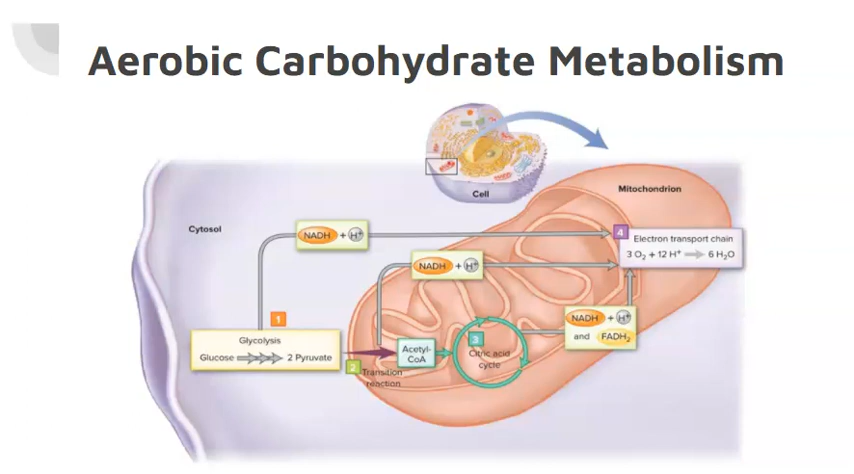 Aerobic Carbohydrate Metabolism
Cell
Mitochondrion
Cytosol
NADH + H⁺
4
Electron transport chain
3 O₂ + 12 H⁺ → 6 H₂O
NADH + H⁺
1
Glycolysis
Glucose → 2 Pyruvate
2
Transition
reaction
Acetyl-
CoA
3
Citric acid
cycle
NADH + H⁺
and FADH₂